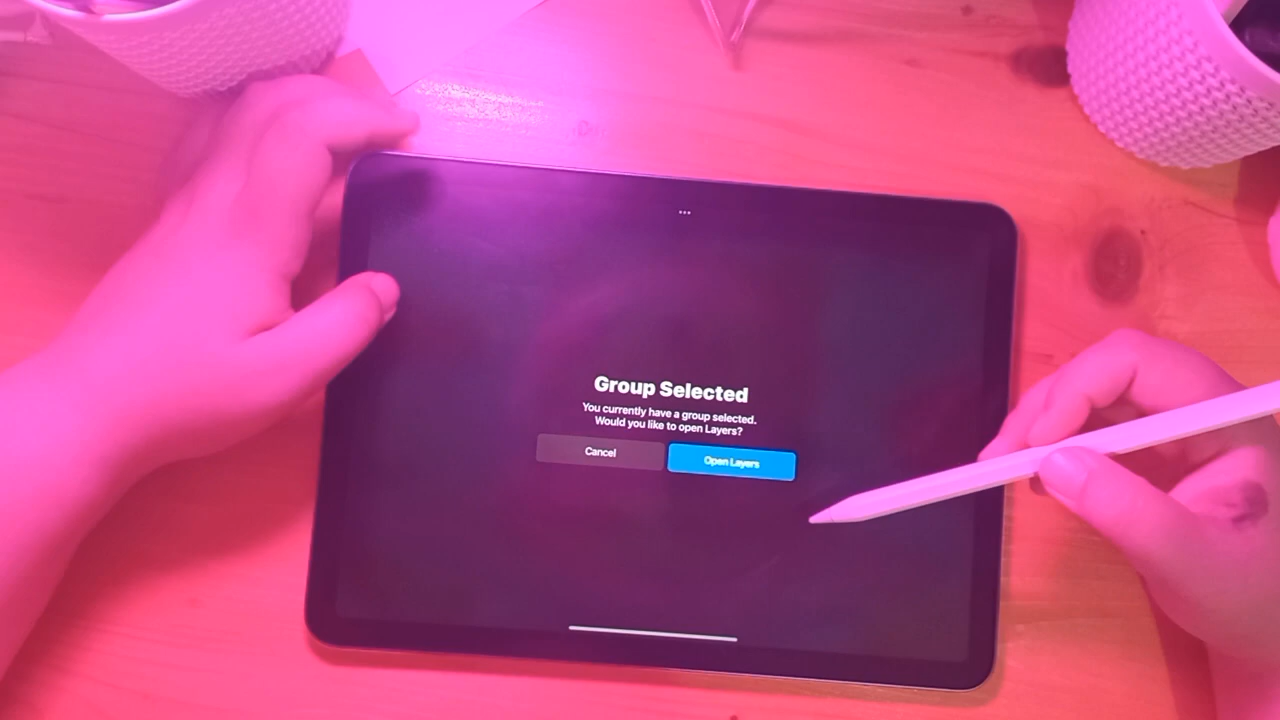 Group Selected
You currently have a group selected.
Would you like to open Layers?
Cancel
Open Layers